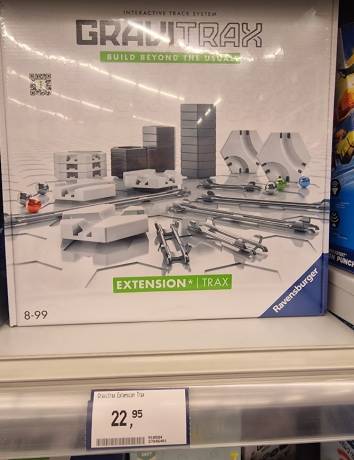 INTERACTIVE TRACK SYSTEM
GRAVITRAX
BUILD BEYOND THE USUAL
EXTENSION* | TRAX
8-99
Ravensburger
GraviTrax Extension Trax
22,95